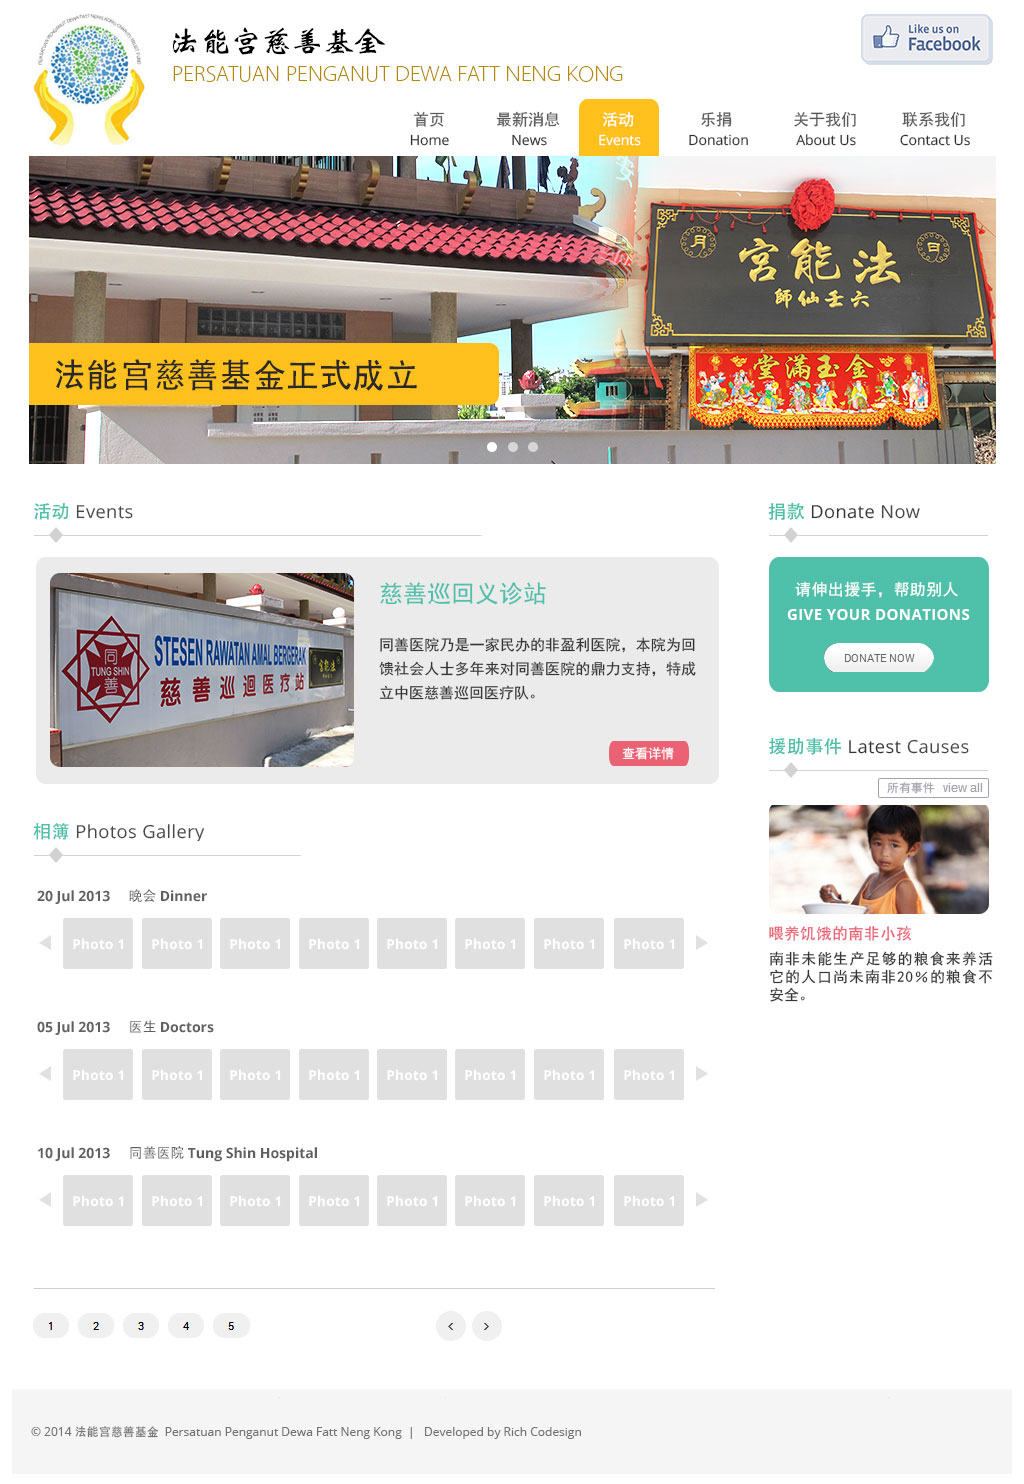 法能宫慈善基金
PERSATUAN PENGANUT DEWA FATT NENG KONG
Like us on
Facebook
首页 最新消息 活动 乐捐 关于我们 联系我们
Home News Events Donation About Us Contact Us
月 宮能法 日
師仙壬六
堂滿玉金
法能宫慈善基金正式成立
活动 Events
慈善巡回义诊站
同善医院乃是一家民办的非盈利医院，本院为回
馈社会人士多年来对同善医院的鼎力支持，特成
立中医慈善巡回医疗队。
查看详情
同
TUNG SHIN
善
STESEN RAWATAN AMAL BERGERAK
慈善巡迴医疗站
宮能法
捐款 Donate Now
请伸出援手，帮助别人
GIVE YOUR DONATIONS
DONATE NOW
援助事件 Latest Causes
所有事件 view all
喂养饥饿的南非小孩
南非未能生产足够的粮食来养活
它的人口尚未南非20%的粮食不
安全。
相簿 Photos Gallery
20 Jul 2013 晚会 Dinner
Photo 1 Photo 1 Photo 1 Photo 1 Photo 1 Photo 1 Photo 1 Photo 1
05 Jul 2013 医生 Doctors
Photo 1 Photo 1 Photo 1 Photo 1 Photo 1 Photo 1 Photo 1 Photo 1
10 Jul 2013 同善医院 Tung Shin Hospital
Photo 1 Photo 1 Photo 1 Photo 1 Photo 1 Photo 1 Photo 1 Photo 1
1 2 3 4 5 < >
© 2014 法能宫慈善基金 Persatuan Penganut Dewa Fatt Neng Kong | Developed by Rich Codesign